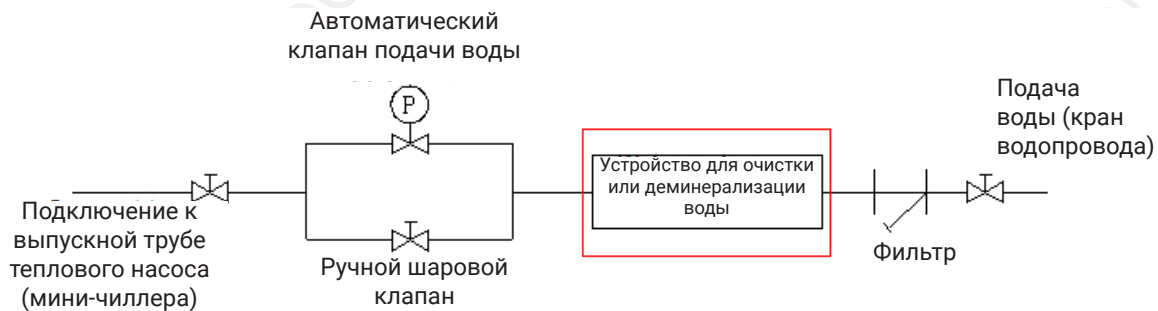 Автоматический
клапан подачи воды
P
Подача
воды (кран
водопровода)
Устройство для очистки
или деминерализации
воды
Подключение к
выпускной трубе
теплового насоса
(мини-чиллера)
Ручной шаровой
клапан
Фильтр